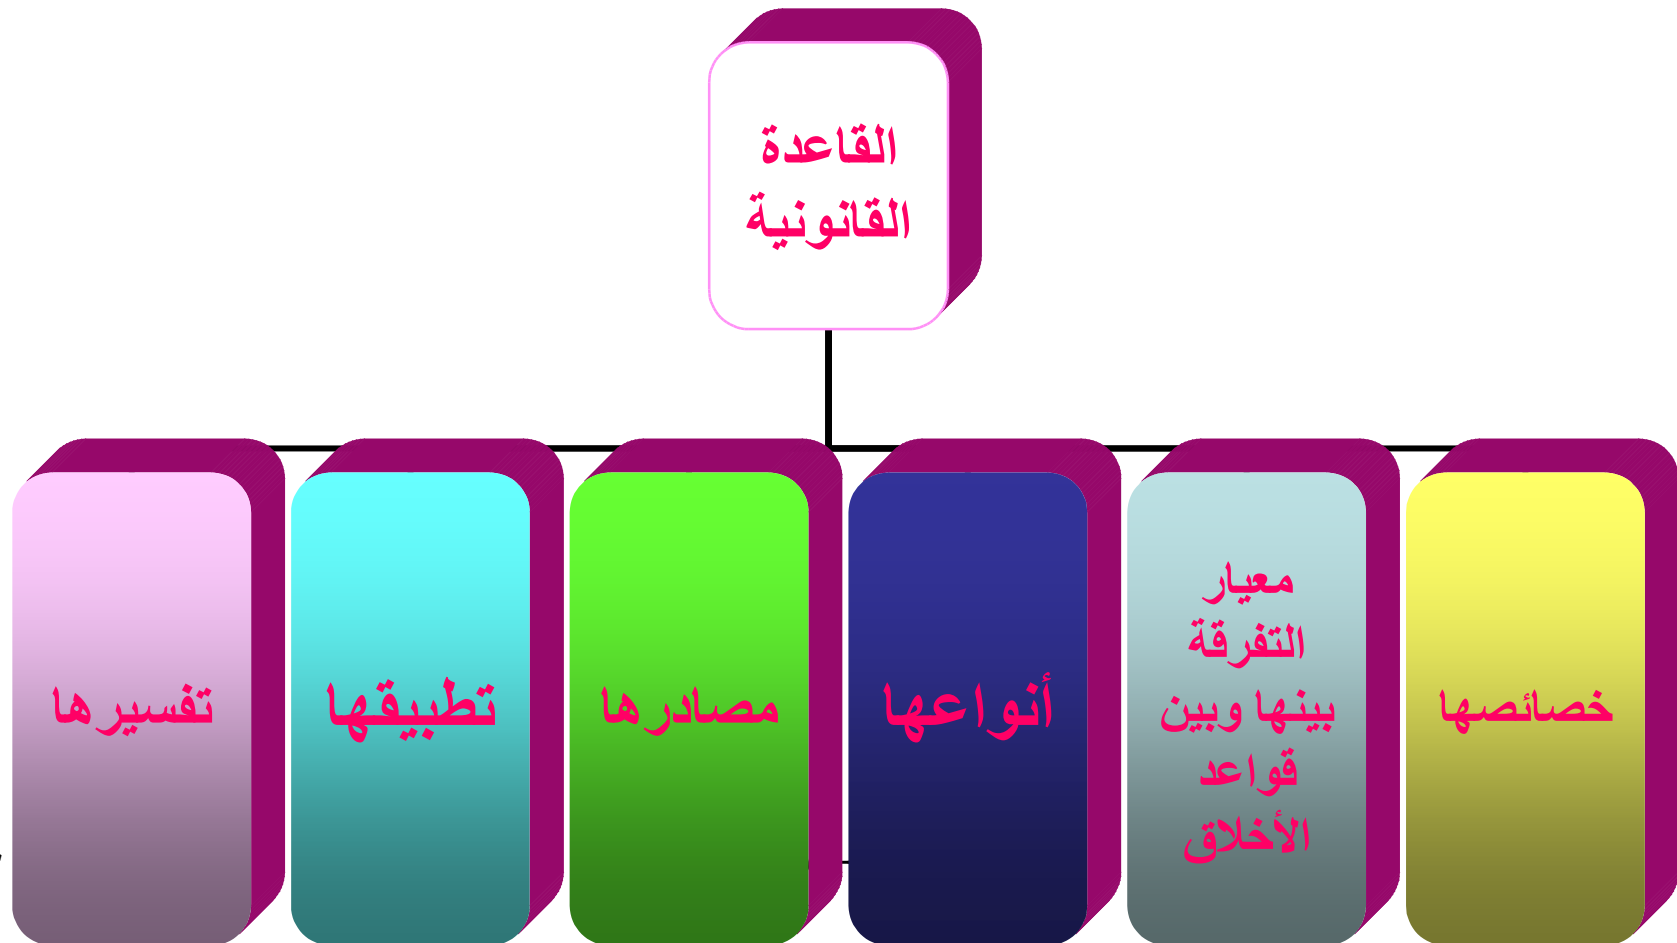 القاعدة
القانونية
خصائصها
معيار
التفرقة
بينها وبين
قواعد
الأخلاق
أنواعها
مصادرها
تطبيقها
تفسيرها